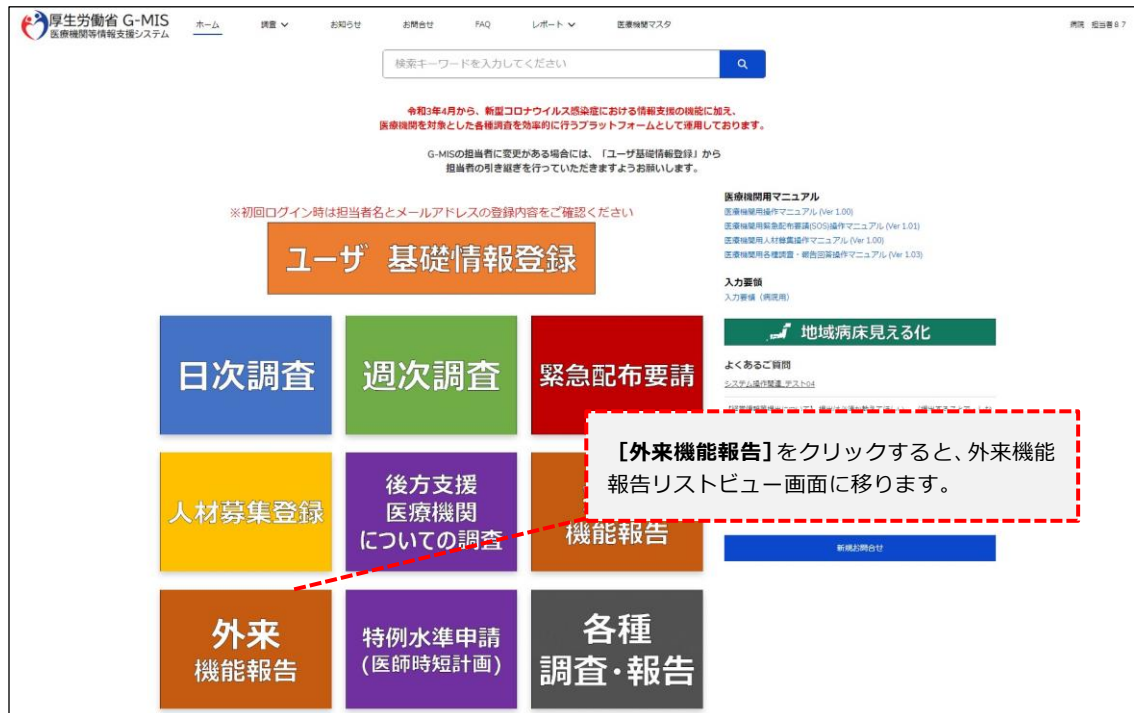 厚生労働省 G-MIS
医療機関等情報支援システム
ホーム 調査 お知らせ お問合せ FAQ レポート 医療機関マスタ
病院 担当者87
検索キーワードを入力してください
令和3年4月から、新型コロナウイルス感染症における情報支援の機能に加え、
医療機関を対象とした各種調査を効率的に行うプラットフォームとして運用しております。
G-MISの担当者に変更がある場合には、「ユーザ基礎情報登録」から
担当者の引き継ぎを行っていただきますようお願いします。
※初回ログイン時は担当者名とメールアドレスの登録内容をご確認ください
ユーザ 基礎情報登録
日次調査
週次調査
緊急配布要請
人材募集登録
後方支援
医療機関
についての調査
機能報告
外来
機能報告
特例水準申請
(医師時短計画)
各種
調査・報告
医療機関用マニュアル
医療機関用操作マニュアル (Ver 1.00)
医療機関用緊急配布要請(SOS)操作マニュアル (Ver 1.01)
医療機関用人材募集操作マニュアル (Ver 1.00)
医療機関用各種調査・報告回答操作マニュアル (Ver 1.03)
入力要領
入力要領（病院用）
地域病床見える化
よくあるご質問
システム操作関連_テスト04
[外来機能報告]をクリックすると、外来機能
報告リストビュー画面に移ります。
新規お問合せ